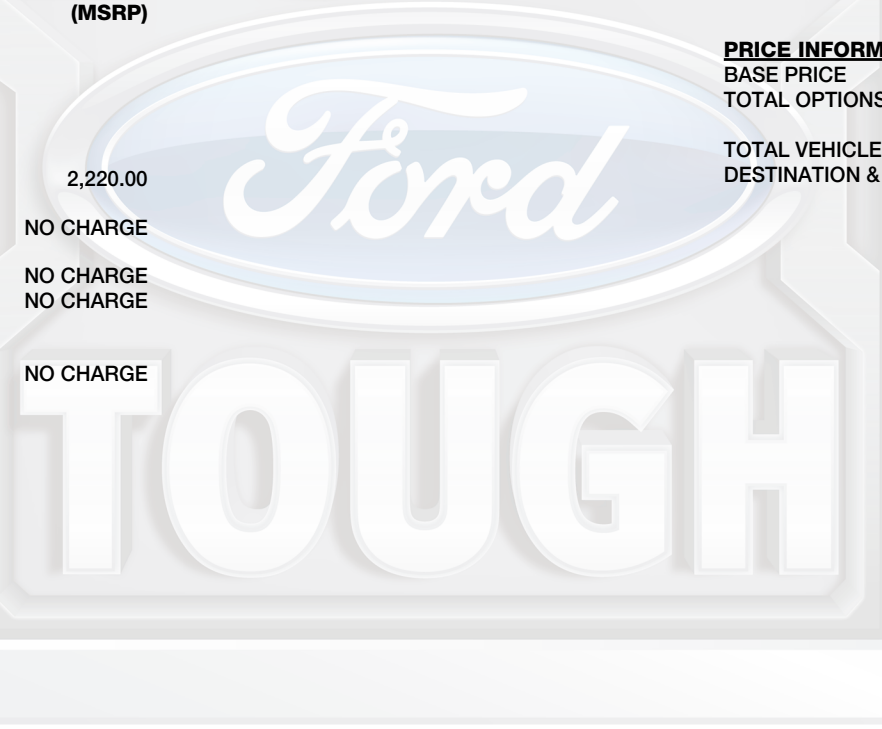 (MSRP)
2,220.00
NO CHARGE
NO CHARGE
NO CHARGE
NO CHARGE
PRICE INFORM
BASE PRICE
TOTAL OPTIONS
TOTAL VEHICLE
DESTINATION &
Ford
TOUGH